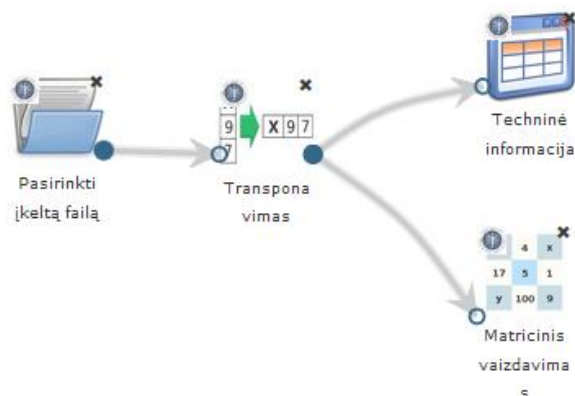 Pasirinkti
įkeltą failą
9
7
X 9 7
Transpona
vimas
Techninė
informacija
4 x
17 5 1
y 100 9
Matricinis
vaizdavima
s